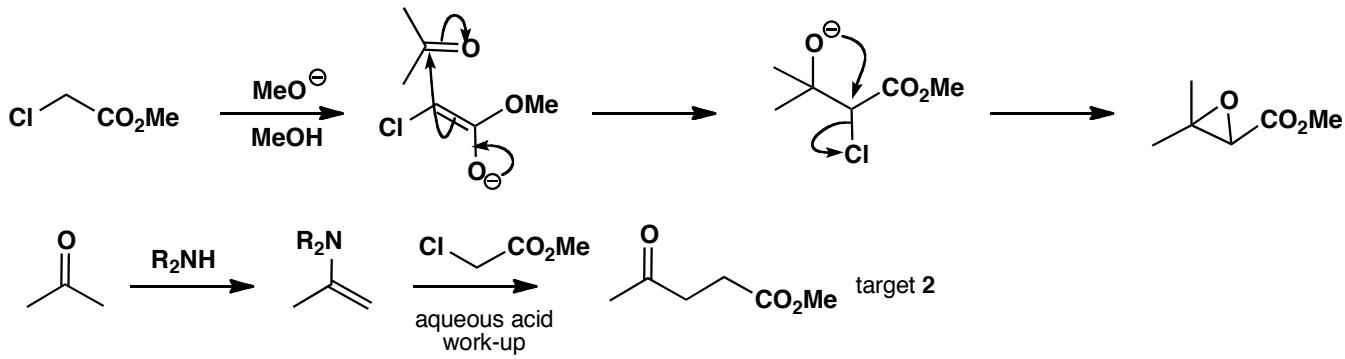 Cl CO2Me
MeO⊖
MeOH
O
Cl OMe
O⊖
O⊖
CO2Me
Cl
O
CO2Me
O
R2NH
R2N
Cl CO2Me
aqueous acid
work-up
O
CO2Me
target 2